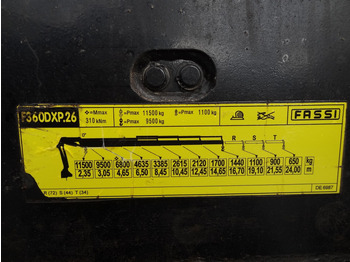 F360DXP.26
=Mmax
310 kNm
=Pmax 11500 kg
=Pmax 9500 kg
=Pmax 1100 kg
FASSI
0°
R S T
11500 9500 6800 4635 3385 2615 2120 1700 1440 1100 900 650 kg
2,35 3,05 4,65 6,50 8,45 10,45 12,45 14,65 16,70 19,10 21,55 24,00 m
R (72) S (44) T (34)